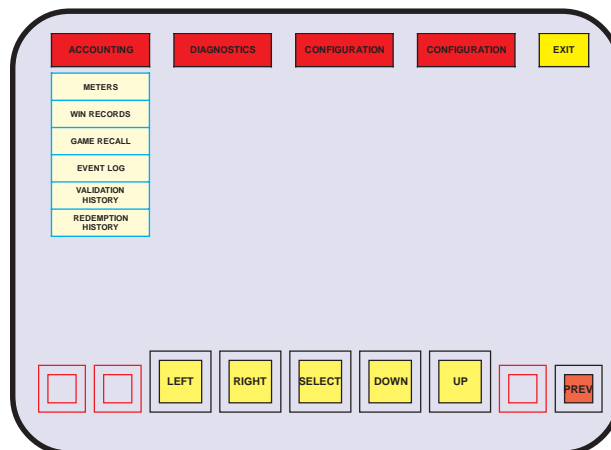 ACCOUNTING DIAGNOSTICS CONFIGURATION CONFIGURATION EXIT
METERS
WIN RECORDS
GAME RECALL
EVENT LOG
VALIDATION
HISTORY
REDEMPTION
HISTORY
LEFT RIGHT SELECT DOWN UP PREV